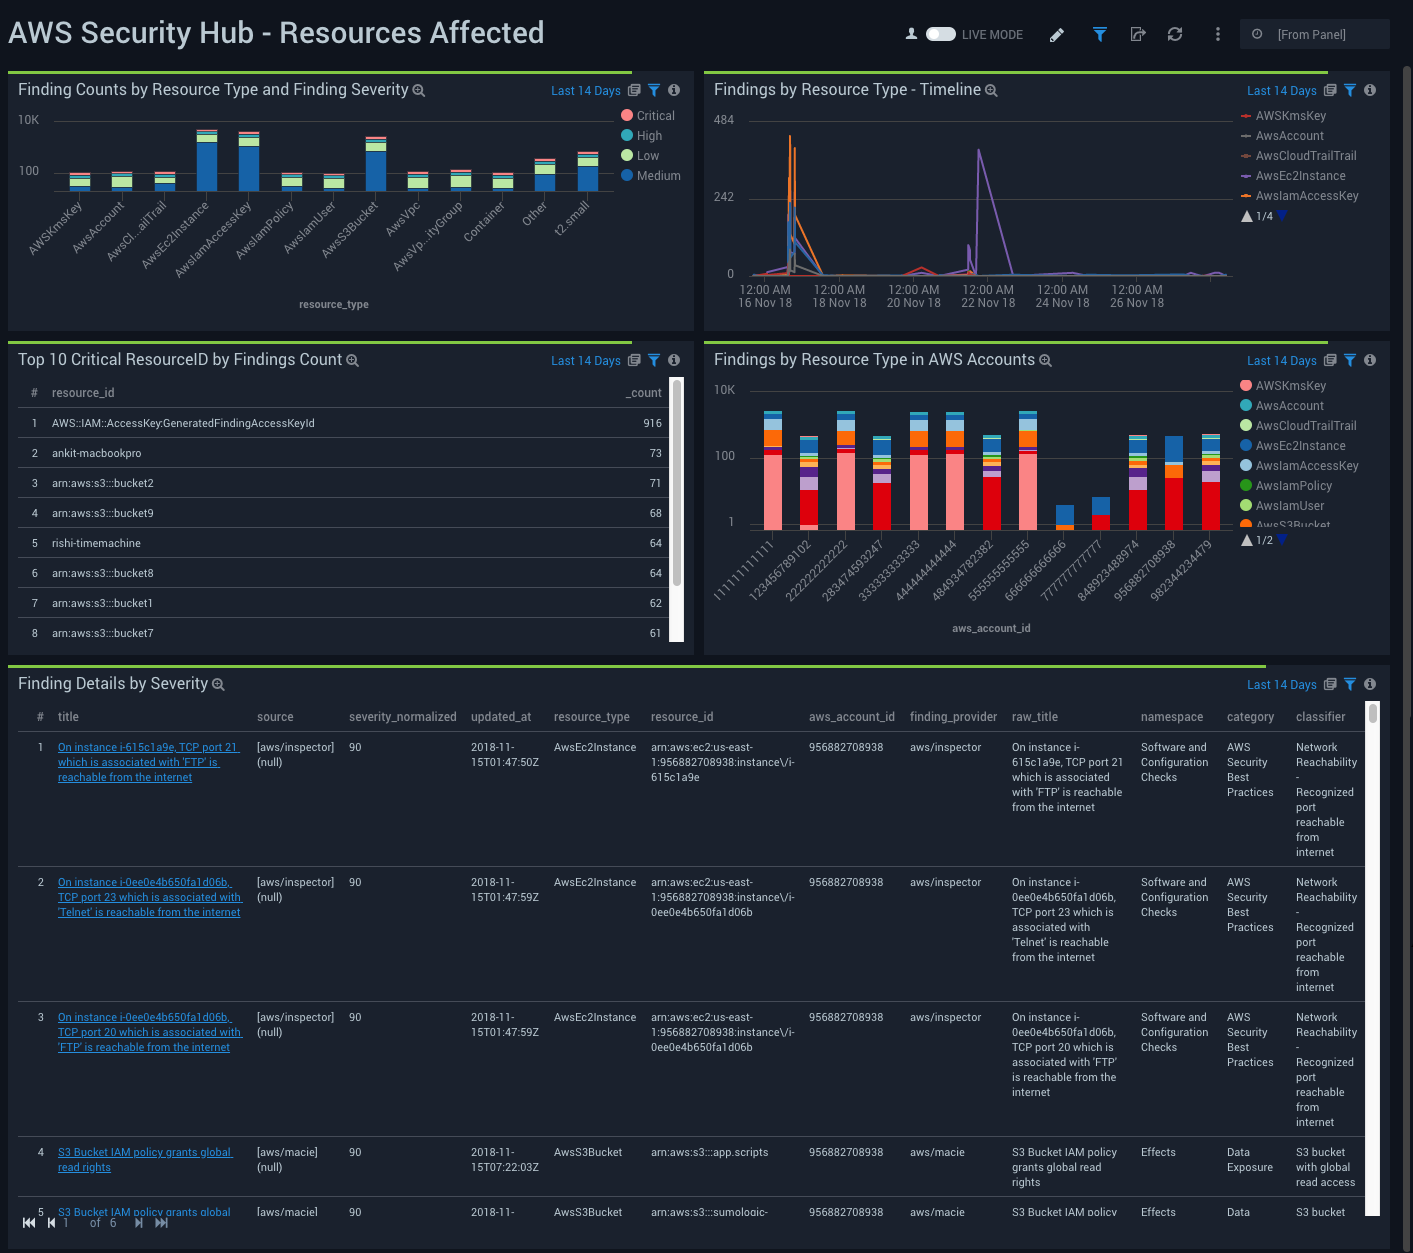 AWS Security Hub - Resources Affected
LIVE MODE
[From Panel]
Finding Counts by Resource Type and Finding Severity
Last 14 Days
10K
100
Critical
High
Low
Medium
AWSKmsKey
AwsAccount
AwsCl...ailTrail
AwsEc2Instance
AwsIamAccessKey
AwsIamPolicy
AwsIamUser
AwsS3Bucket
AwsVpc
AwsVp...ityGroup
Container
Other
t2.small
resource_type
Findings by Resource Type - Timeline
Last 14 Days
484
242
0
12:00 AM
16 Nov 18
12:00 AM
18 Nov 18
12:00 AM
20 Nov 18
12:00 AM
22 Nov 18
12:00 AM
24 Nov 18
12:00 AM
26 Nov 18
AWSKmsKey
AwsAccount
AwsCloudTrailTrail
AwsEc2Instance
AwsIamAccessKey
1/4
Top 10 Critical ResourceID by Findings Count
Last 14 Days
# resource_id _count
1 AWS::IAM::AccessKey:GeneratedFindingAccessKeyId 916
2 ankit-macbookpro 73
3 arn:aws:s3:::bucket2 71
4 arn:aws:s3:::bucket9 68
5 rishi-timemachine 64
6 arn:aws:s3:::bucket8 64
7 arn:aws:s3:::bucket1 62
8 arn:aws:s3:::bucket7 61
Findings by Resource Type in AWS Accounts
Last 14 Days
10K
100
1
111111111111
123456789102
222222222222
283474593247
333333333333
444444444444
484934782382
555555555555
666666666666
777777777777
848923488974
956882708938
982344234479
aws_account_id
AWSKmsKey
AwsAccount
AwsCloudTrailTrail
AwsEc2Instance
AwsIamAccessKey
AwsIamPolicy
AwsIamUser
AwsS3Bucket
1/2
Finding Details by Severity
Last 14 Days
# title source severity_normalized updated_at resource_type resource_id aws_account_id finding_provider raw_title namespace category classifier
1 On instance i-615c1a9e, TCP port 21 [aws/inspector] 90 2018-11- AwsEc2Instance arn:aws:ec2:us-east- 956882708938 aws/inspector On instance i- Software and AWS Network
which is associated with 'FTP' is (null) 15T01:47:50Z 1:956882708938:instance\/i- 615c1a9e, TCP port 21 Configuration Security Reachability
reachable from the internet 615c1a9e which is associated Checks Best -
with 'FTP' is reachable Practices Recognized
from the internet port
reachable
from
internet
2 On instance i-0ee0e4b650fa1d06b, [aws/inspector] 90 2018-11- AwsEc2Instance arn:aws:ec2:us-east- 956882708938 aws/inspector On instance i- Software and AWS Network
TCP port 23 which is associated with (null) 15T01:47:59Z 1:956882708938:instance\/i- 0ee0e4b650fa1d06b, Configuration Security Reachability
'Telnet' is reachable from the internet 0ee0e4b650fa1d06b TCP port 23 which is Checks Best -
associated with Practices Recognized
'Telnet' is reachable port
from the internet reachable
from
internet
3 On instance i-0ee0e4b650fa1d06b, [aws/inspector] 90 2018-11- AwsEc2Instance arn:aws:ec2:us-east- 956882708938 aws/inspector On instance i- Software and AWS Network
TCP port 20 which is associated with (null) 15T01:47:59Z 1:956882708938:instance\/i- 0ee0e4b650fa1d06b, Configuration Security Reachability
'FTP' is reachable from the internet 0ee0e4b650fa1d06b TCP port 20 which is Checks Best -
associated with 'FTP' Practices Recognized
is reachable from the port
internet reachable
from
internet
4 S3 Bucket IAM policy grants global [aws/macie] 90 2018-11- AwsS3Bucket arn:aws:s3:::app.scripts 956882708938 aws/macie S3 Bucket IAM policy Effects Data S3 bucket
read rights (null) 15T07:22:03Z grants global read Exposure with global
rights read access
5 S3 Bucket IAM policy grants global [aws/macie] 90 2018-11- AwsS3Bucket arn:aws:s3:::sumologic- 956882708938 aws/macie S3 Bucket IAM policy Effects Data S3 bucket
1 of 6